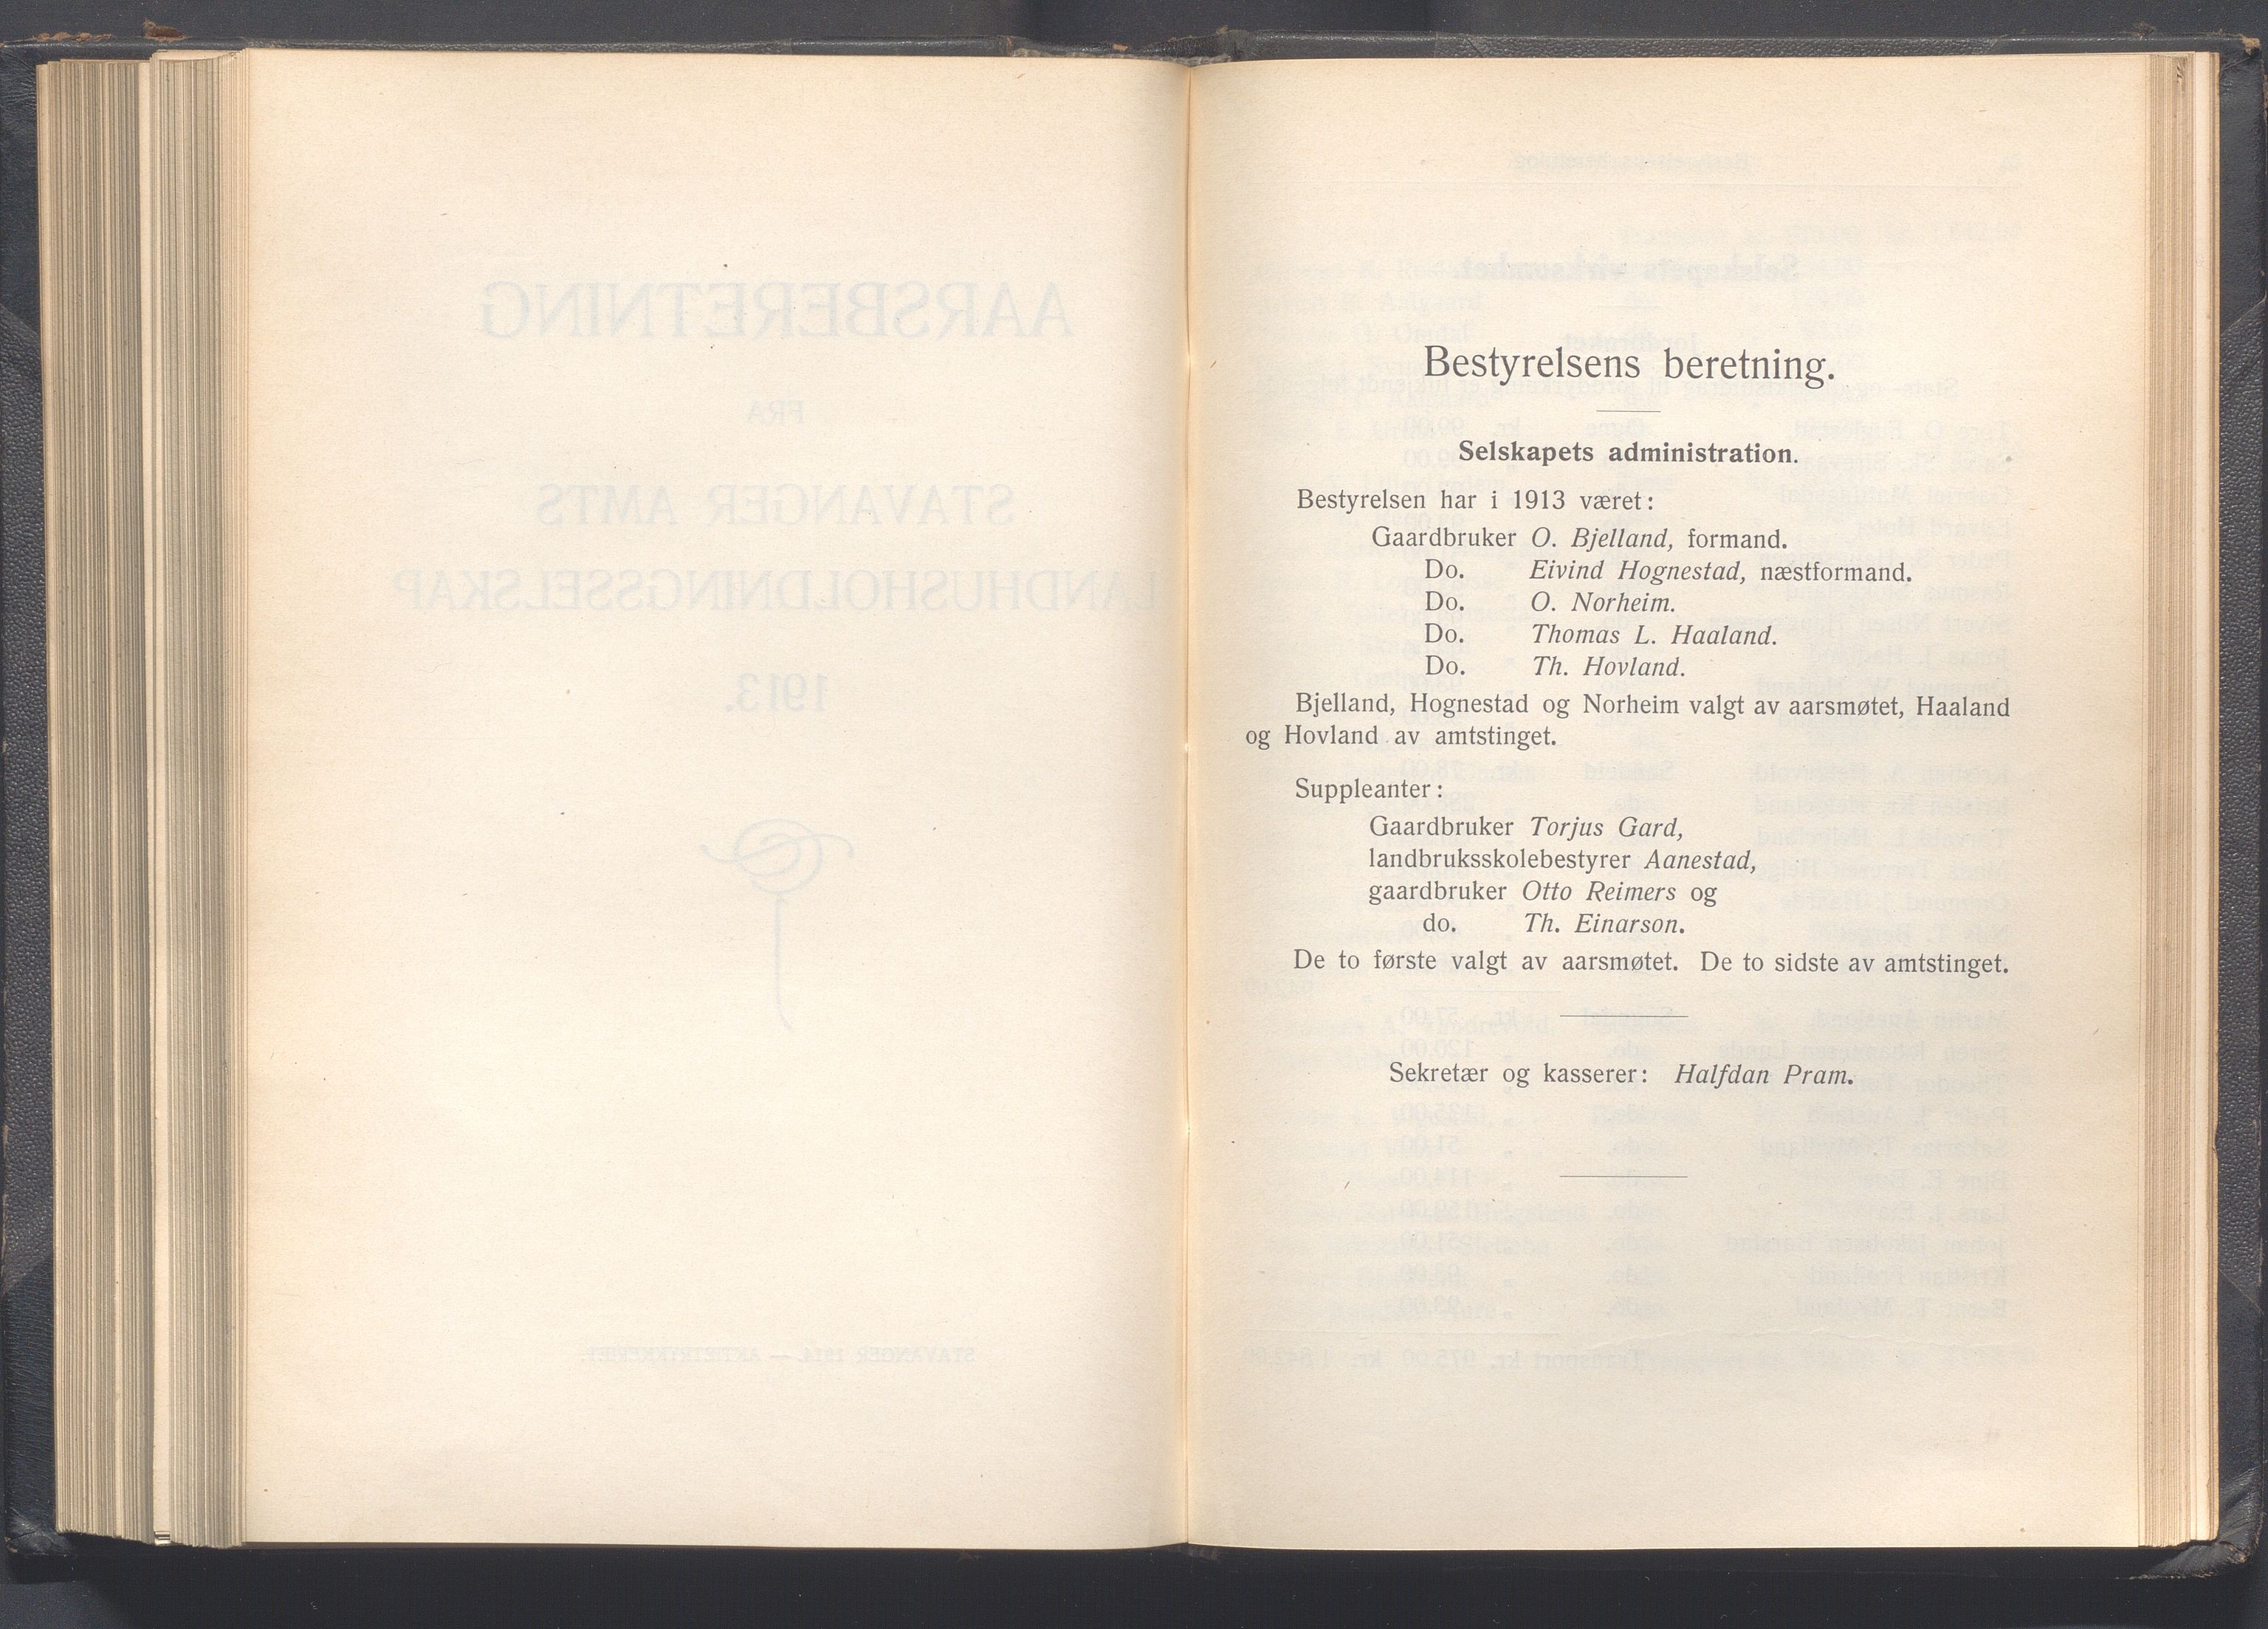 Bestyrelsens beretning.
Selskapets administration.
Bestyrelsen har i 1913 været:
Gaardbruker O. Bjelland, formand.
Do. Eivind Hognestad, næstformand.
Do. O. Norheim.
Do. Thomas L. Haaland.
Do. Th. Hovland.
Bjelland, Hognestad og Norheim valgt av aarsmøtet, Haaland
og Hovland av amtstinget.
Suppleanter:
Gaardbruker Torjus Gard,
landbruksskolebestyrer Aanestad,
gaardbruker Otto Reimers og
do. Th. Einarson.
De to første valgt av aarsmøtet. De to sidste av amtstinget.
Sekretær og kasserer: Halfdan Pram.